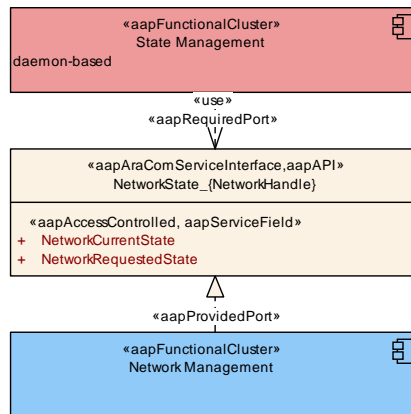 «aapFunctionalCluster»
State Management
daemon-based
«use»
«aapRequiredPort»
«aapAraComServiceInterface,aapAPI»
NetworkState_{NetworkHandle}
«aapAccessControlled, aapServiceField»
+ NetworkCurrentState
+ NetworkRequestedState
«aapProvidedPort»
«aapFunctionalCluster»
Network Management